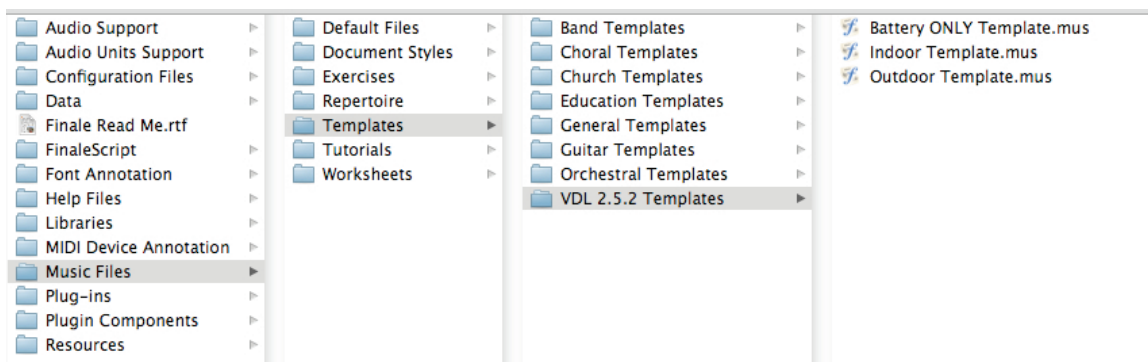 Audio Support
Audio Units Support
Configuration Files
Data
Finale Read Me.rtf
FinaleScript
Font Annotation
Help Files
Libraries
MIDI Device Annotation
Music Files
Plug-ins
Plugin Components
Resources
Default Files
Document Styles
Exercises
Repertoire
Templates
Tutorials
Worksheets
Band Templates
Choral Templates
Church Templates
Education Templates
General Templates
Guitar Templates
Orchestral Templates
VDL 2.5.2 Templates
Battery ONLY Template.mus
Indoor Template.mus
Outdoor Template.mus